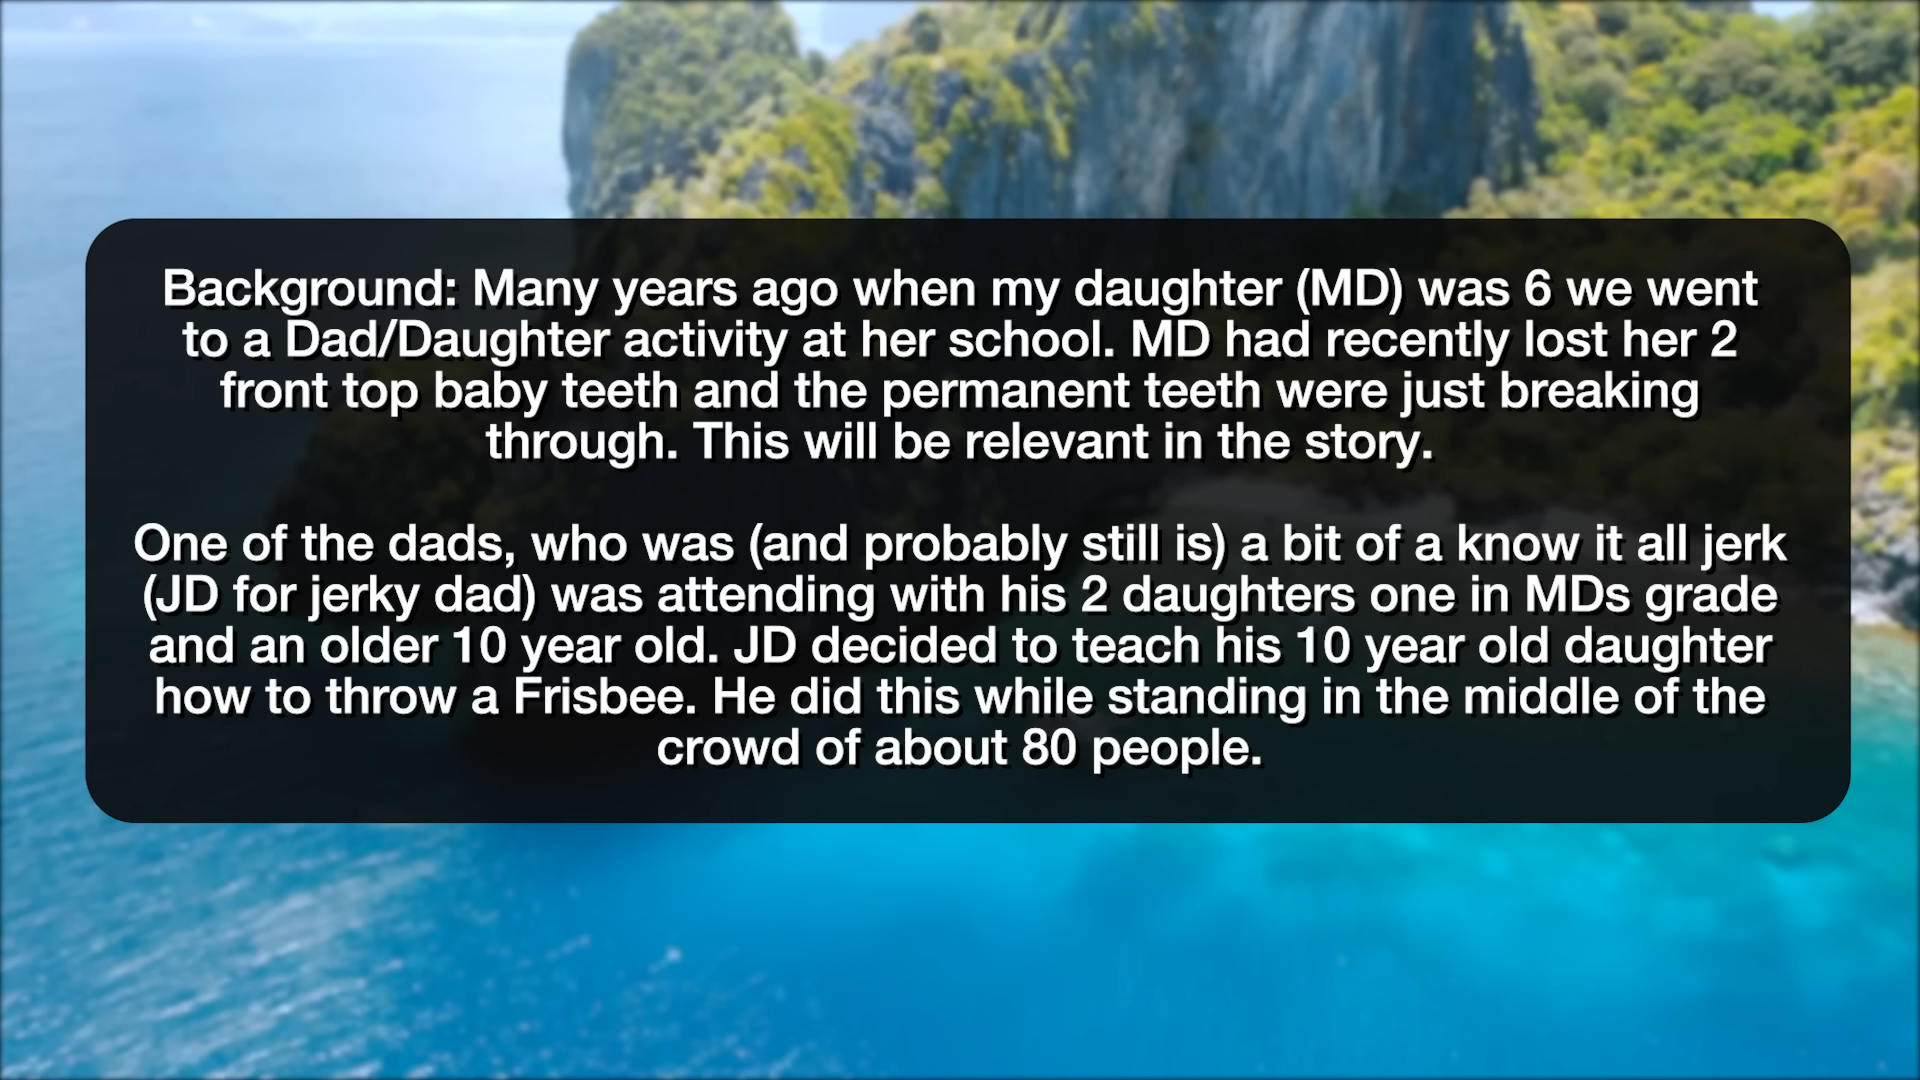 Background: Many years ago when my daughter (MD) was 6 we went
to a Dad/Daughter activity at her school. MD had recently lost her 2
front top baby teeth and the permanent teeth were just breaking
through. This will be relevant in the story.
One of the dads, who was (and probably still is) a bit of a know it all jerk
(JD for jerky dad) was attending with his 2 daughters one in MDs grade
and an older 10 year old. JD decided to teach his 10 year old daughter
how to throw a Frisbee. He did this while standing in the middle of the
crowd of about 80 people.